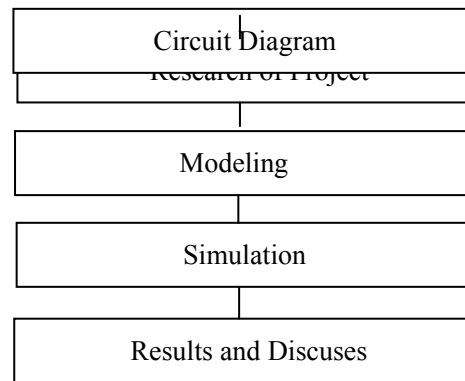 Circuit Diagram
Research of Project
Modeling
Simulation
Results and Discuses